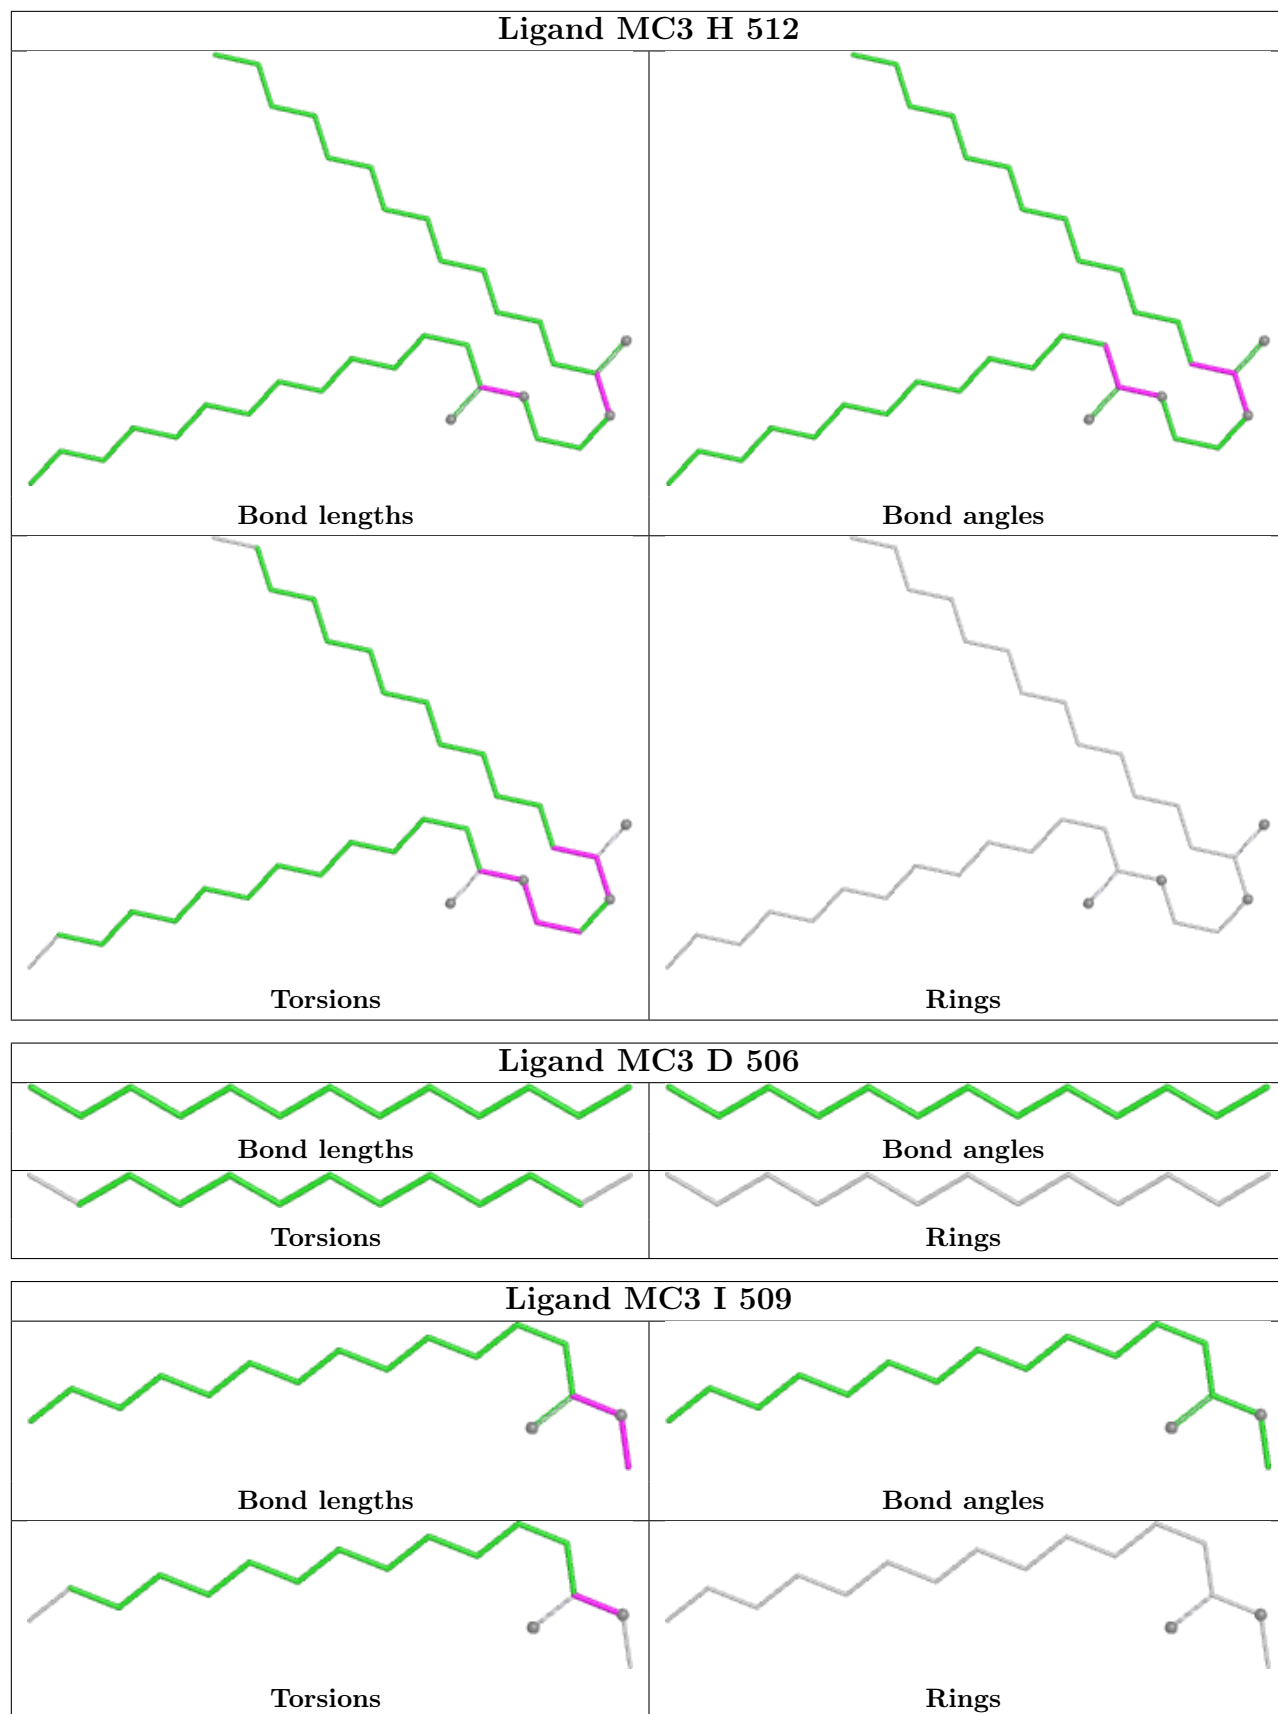 Ligand MC3 H 512
Bond lengths
Bond angles
Torsions
Rings
Ligand MC3 D 506
Bond lengths
Bond angles
Torsions
Rings
Ligand MC3 I 509
Bond lengths
Bond angles
Torsions
Rings